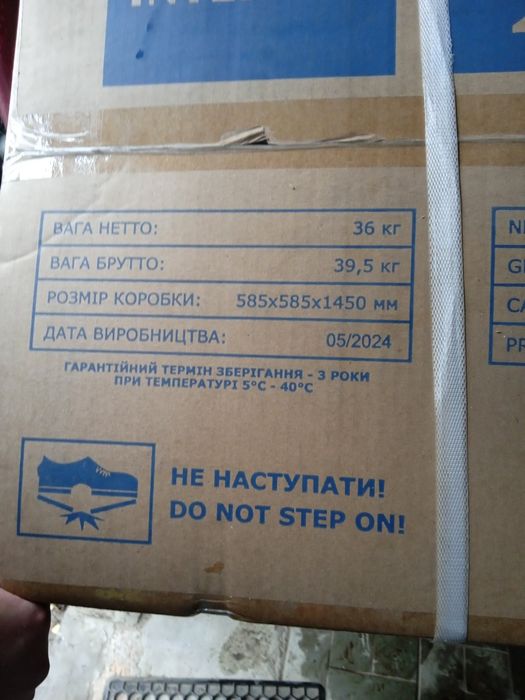 ВАГА НЕТТО: 36 кг
ВАГА БРУТТО: 39,5 кг
РОЗМІР КОРОБКИ: 585x585x1450 мм
ДАТА ВИРОБНИЦТВА: 05/2024
ГАРАНТІЙНИЙ ТЕРМІН ЗБЕРІГАННЯ - 3 РОКИ
ПРИ ТЕМПЕРАТУРІ 5°C - 40°C
НЕ НАСТУПАТИ!
DO NOT STEP ON!